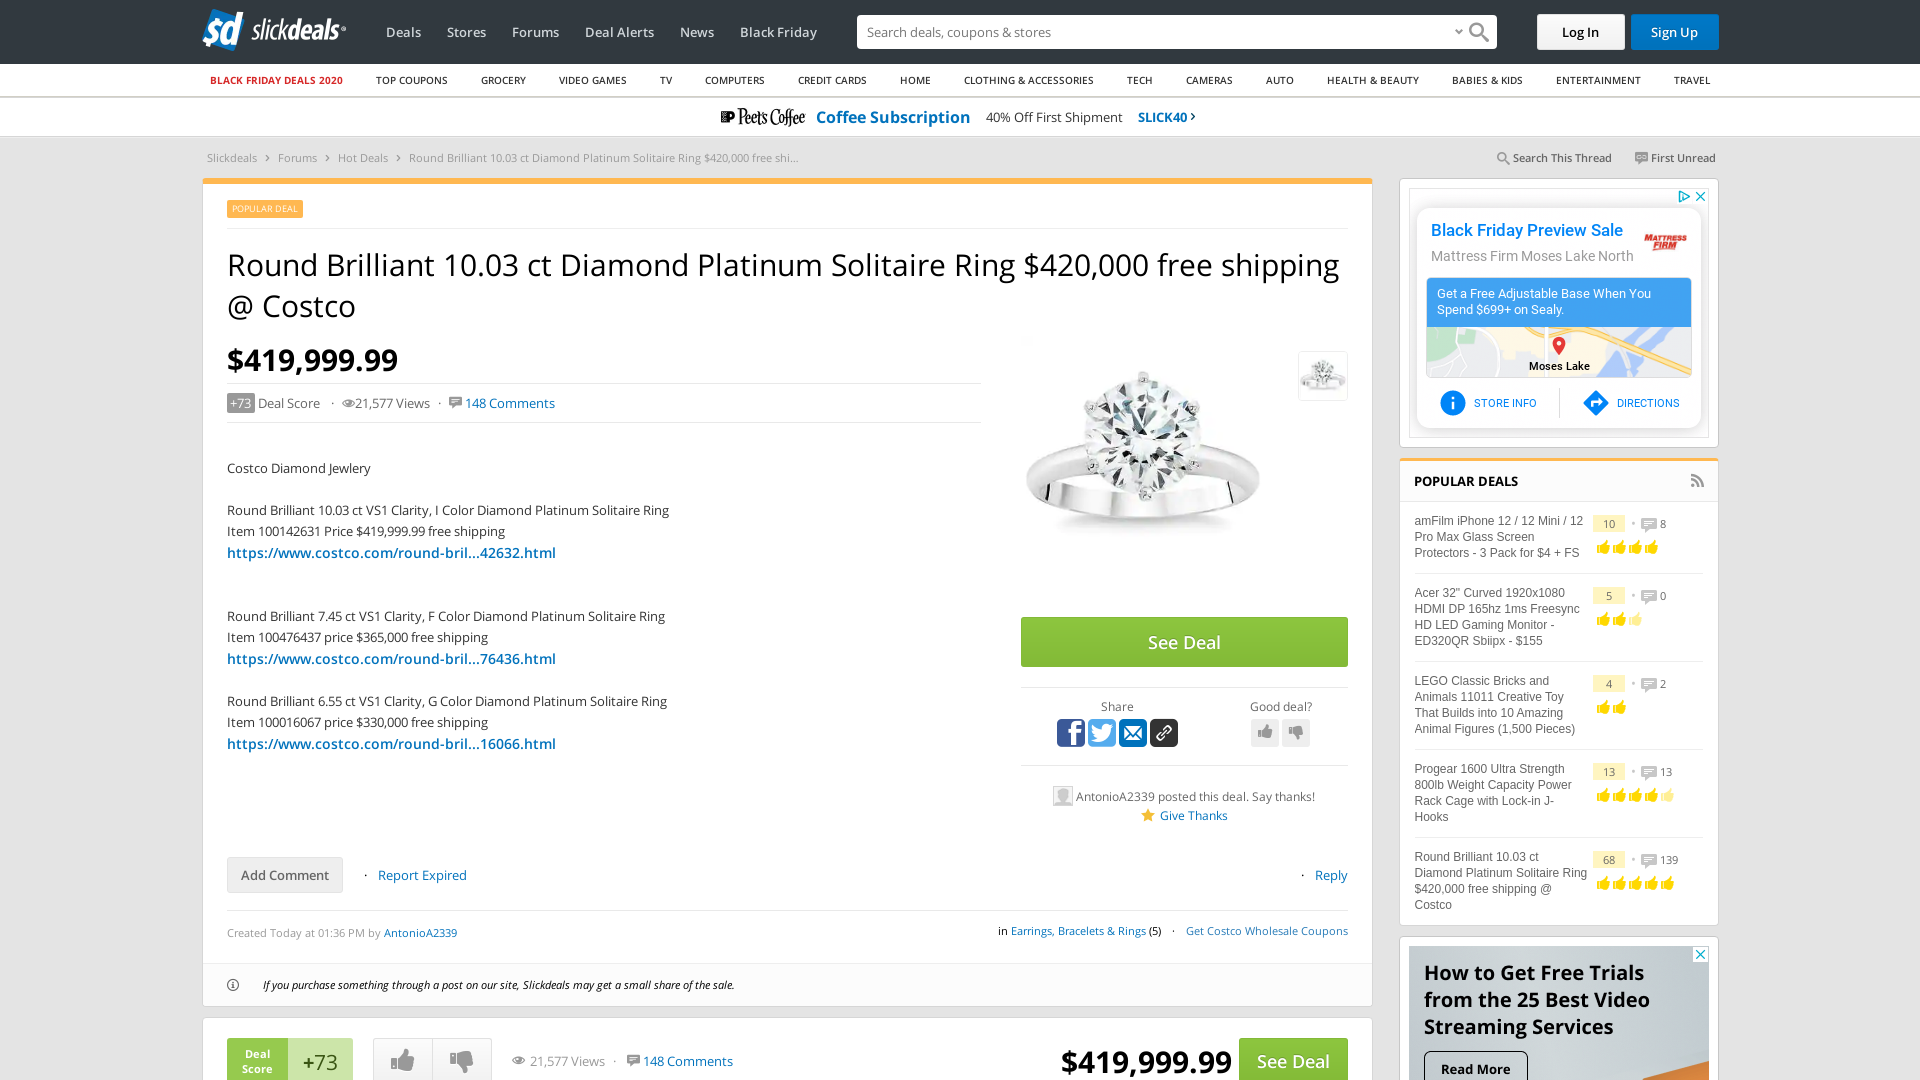 slickdeals
Deals
Stores
Forums
Deal Alerts
News
Black Friday
Search deals, coupons & shopping
Log In
Sign Up
BLACK FRIDAY DEALS 2020
TOP COUPONS
GROCERY
VIDEO GAMES
TV
COMPUTERS
CREDIT CARDS
HOME
CLOTHING & ACCESSORIES
TECH
CAMERAS
AUTO
HEALTH & BEAUTY
BABIES & KIDS
ENTERTAINMENT
TRAVEL
Peet's Coffee Coffee Subscription 40% Off First Shipment SLICK40
Slickdeals > Forums > Hot Deals > Round Brilliant 10.03 ct Diamond Platinum Solitaire Ring $420,000 free shi...
Search This Thread
First Unread
POPULAR DEAL
Round Brilliant 10.03 ct Diamond Platinum Solitaire Ring $420,000 free shipping
@ Costco
$419,999.99
+73 Deal Score · 21,577 Views · 148 Comments
Costco Diamond Jewlery
Round Brilliant 10.03 ct VS1 Clarity, I Color Diamond Platinum Solitaire Ring
Item 100142631 Price $419,999.99 free shipping
https://www.costco.com/round-bril...42632.html
Round Brilliant 7.45 ct VS1 Clarity, F Color Diamond Platinum Solitaire Ring
Item 100476437 price $365,000 free shipping
https://www.costco.com/round-bril...76436.html
Round Brilliant 6.55 ct VS1 Clarity, G Color Diamond Platinum Solitaire Ring
Item 100016067 price $330,000 free shipping
https://www.costco.com/round-bril...16066.html
See Deal
Share
Good deal?
AntonioA2339 posted this deal. Say thanks!
Give Thanks
Add Comment
· Report Expired
· Reply
Created Today at 01:36 PM by AntonioA2339
in Earrings, Bracelets & Rings (5) · Get Costco Wholesale Coupons
If you purchase something through a post on our site, Slickdeals may get a small share of the sale.
Deal
Score
+73
21,577 Views · 148 Comments
$419,999.99
See Deal
Black Friday Preview Sale
Mattress Firm Moses Lake North
MATTRESS
FIRM
Get a Free Adjustable Base When You
Spend $699+ on Sealy.
Moses Lake
STORE INFO
DIRECTIONS
POPULAR DEALS
amFilm iPhone 12 / 12 Mini / 12
Pro Max Glass Screen
Protectors - 3 Pack for $4 + FS
10 · 8
Acer 32" Curved 1920x1080
HDMI DP 165hz 1ms Freesync
HD LED Gaming Monitor -
ED320QR Sbiipx - $155
5 · 0
LEGO Classic Bricks and
Animals 11011 Creative Toy
That Builds into 10 Amazing
Animal Figures (1,500 Pieces)
4 · 2
Progear 1600 Ultra Strength
800lb Weight Capacity Power
Rack Cage with Lock-in J-
Hooks
13 · 13
Round Brilliant 10.03 ct
Diamond Platinum Solitaire Ring
$420,000 free shipping @
Costco
68 · 139
How to Get Free Trials
from the 25 Best Video
Streaming Services
Read More